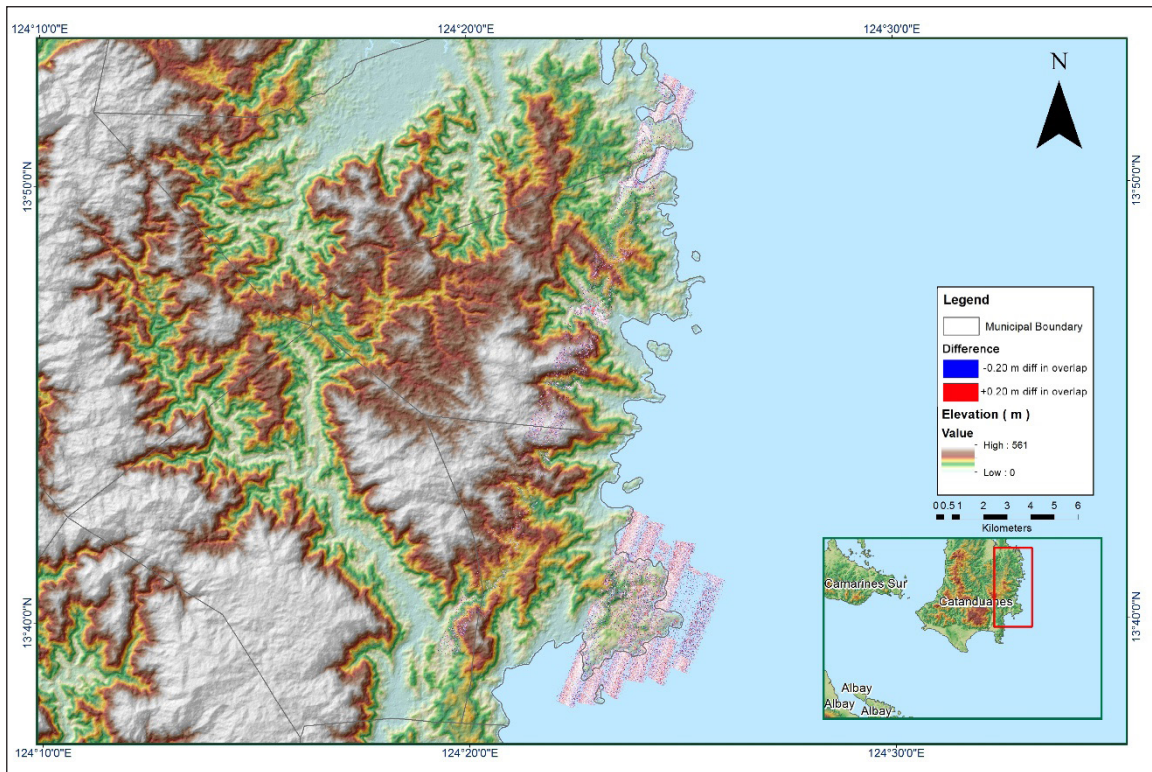 124°10'0"E
124°20'0"E
124°30'0"E
N
13°50'0"N
13°50'0"N
Legend
Municipal Boundary
Difference
-0.20 m diff in overlap
+0.20 m diff in overlap
Elevation ( m )
Value
High : 561
Low : 0
0 0.5 1 2 3 4 5 6
Kilometers
Camarines Sur
Catanduanes
Albay
Albay
Albay
13°40'0"N
13°40'0"N
124°10'0"E
124°20'0"E
124°30'0"E